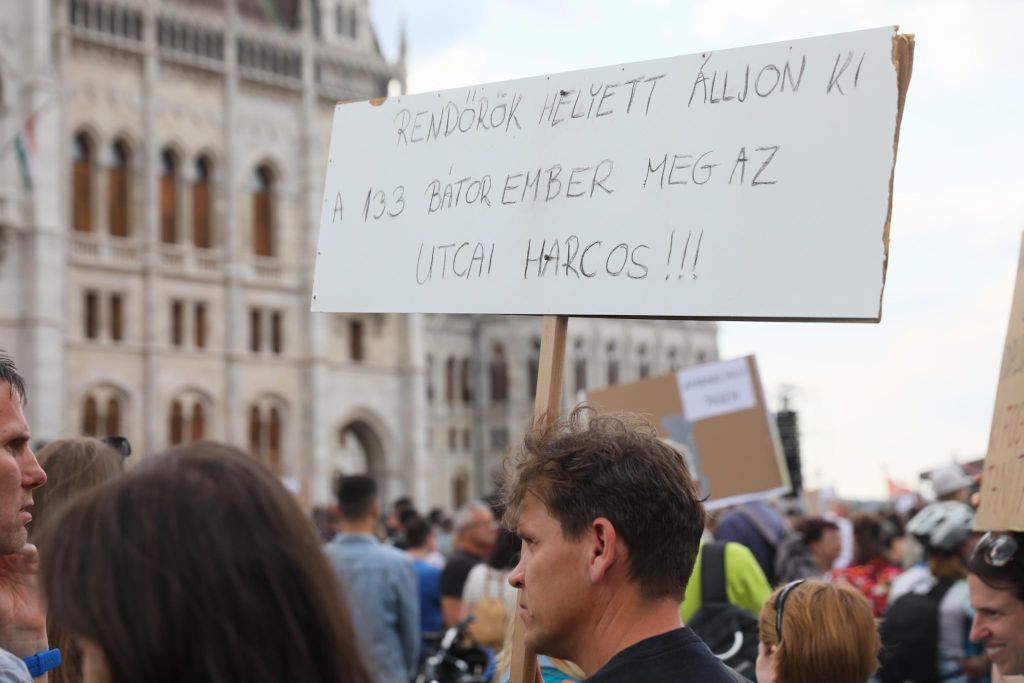 RENDŐRÖK HELYETT ÁLLJON KI
A 133 BÁTOR EMBER MEG AZ
UTCAI HARCOS!!!